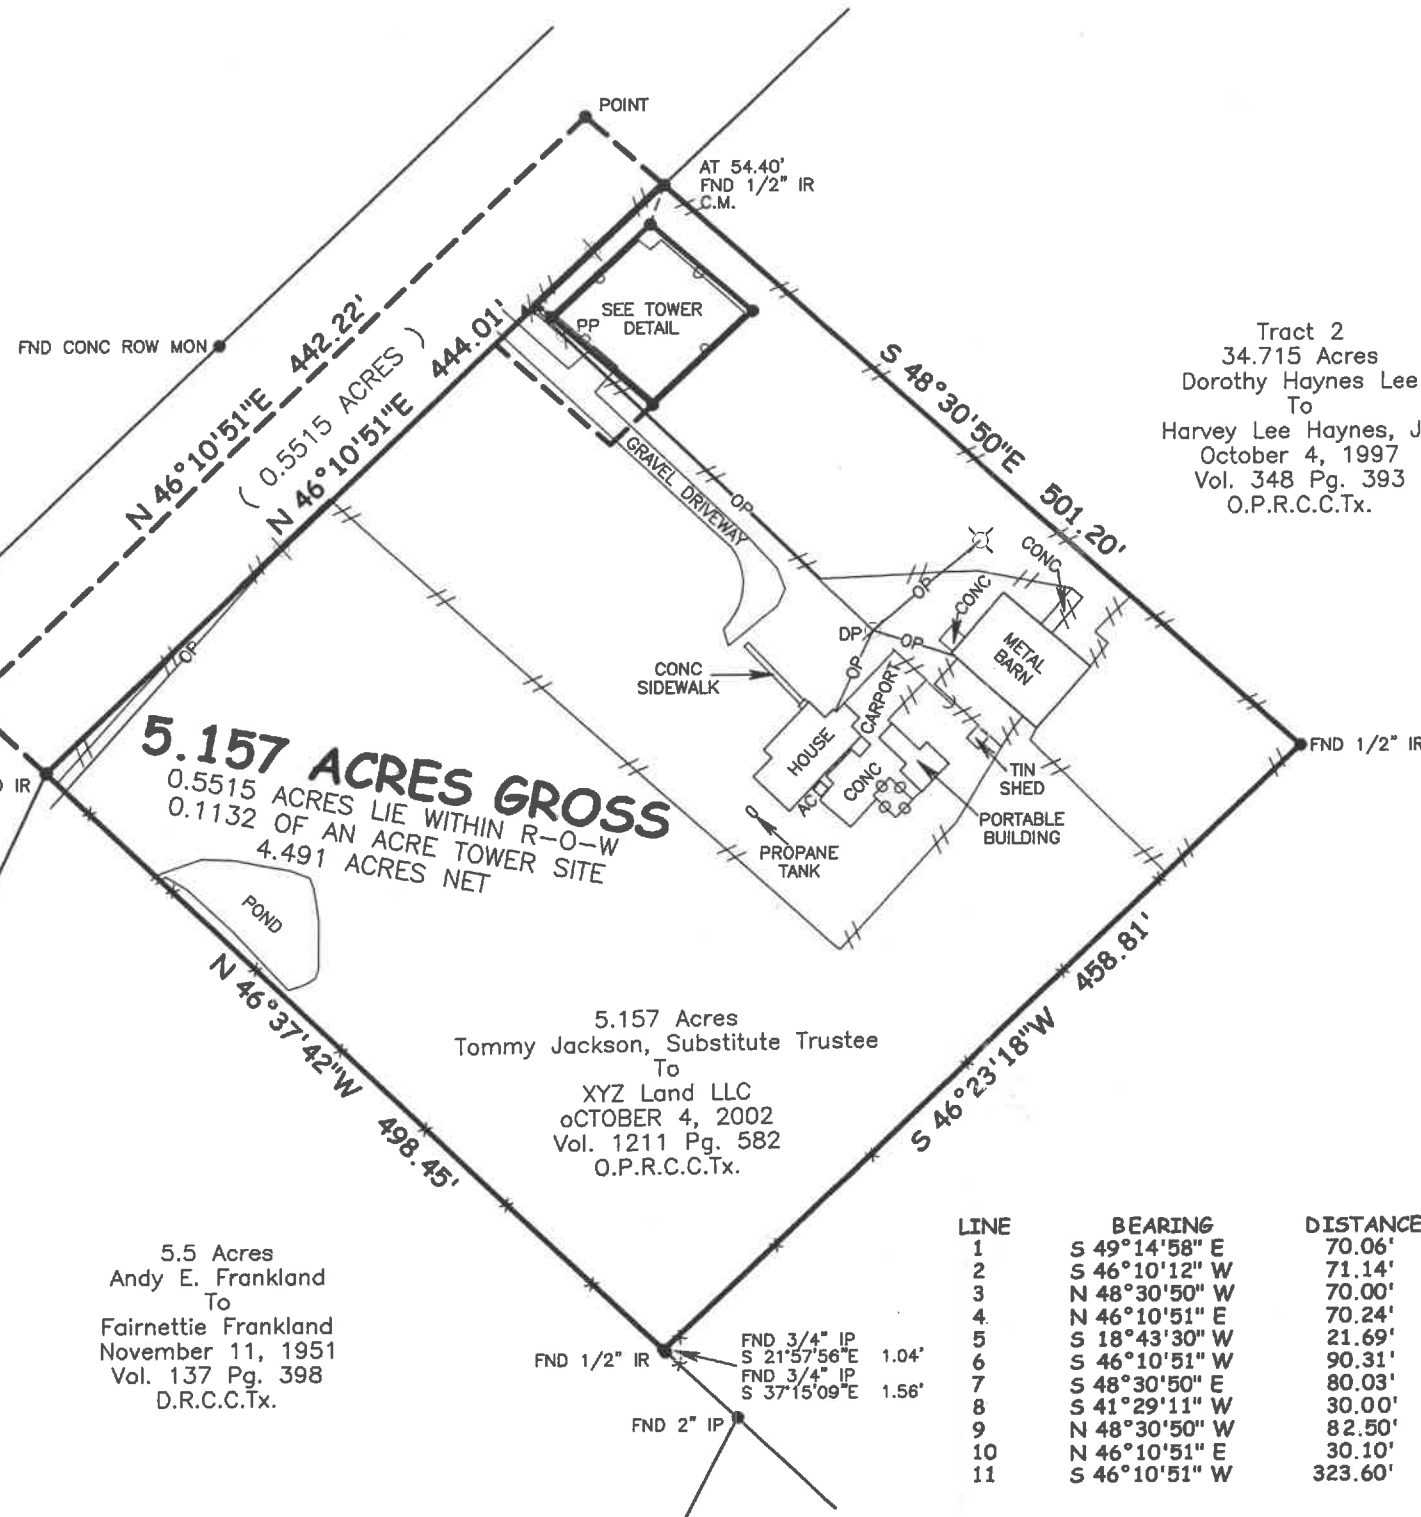 POINT
AT 54.40'
FND 1/2" IR
C.M.
FND CONC ROW MON
N 46°10'51"E 442.22'
( 0.5515 ACRES )
N 46°10'51"E 444.01'
SEE TOWER
DETAIL
PP
S 48°30'50"E 501.20'
Tract 2
34.715 Acres
Dorothy Haynes Lee
To
Harvey Lee Haynes, J
October 4, 1997
Vol. 348 Pg. 393
O.P.R.C.C.Tx.
GRAVEL DRIVEWAY
OP
OP
OP
OP
OP
DP
CONC
CONC
METAL
BARN
CONC
SIDEWALK
CARPORT
HOUSE
CONC
AC
TIN
SHED
PORTABLE
BUILDING
PROPANE
TANK
FND 1/2" IR
IR
5.157 ACRES GROSS
0.5515 ACRES LIE WITHIN R-O-W
0.1132 OF AN ACRE TOWER SITE
4.491 ACRES NET
POND
N 46°37'42"W 498.45'
S 46°23'18"W 458.81'
5.157 Acres
Tommy Jackson, Substitute Trustee
To
XYZ Land LLC
oCTOBER 4, 2002
Vol. 1211 Pg. 582
O.P.R.C.C.Tx.
5.5 Acres
Andy E. Frankland
To
Fairnettie Frankland
November 11, 1951
Vol. 137 Pg. 398
D.R.C.C.Tx.
FND 1/2" IR
FND 3/4" IP
S 21°57'56"E 1.04'
FND 3/4" IP
S 37°15'09"E 1.56'
FND 2" IP
LINE BEARING DISTANCE
1 S 49°14'58" E 70.06'
2 S 46°10'12" W 71.14'
3 N 48°30'50" W 70.00'
4 N 46°10'51" E 70.24'
5 S 18°43'30" W 21.69'
6 S 46°10'51" W 90.31'
7 S 48°30'50" E 80.03'
8 S 41°29'11" W 30.00'
9 N 48°30'50" W 82.50'
10 N 46°10'51" E 30.10'
11 S 46°10'51" W 323.60'